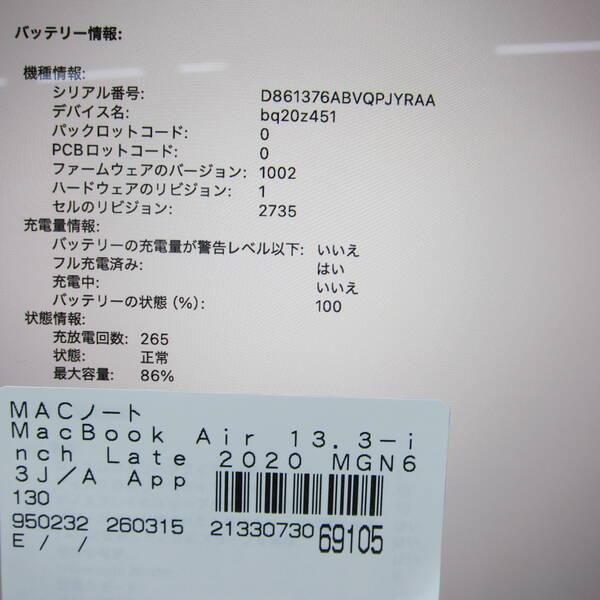 バッテリー情報:
機種情報:
シリアル番号: D861376ABVQPJYRAA
デバイス名: bq20z451
パックロットコード: 0
PCBロットコード: 0
ファームウェアのバージョン: 1002
ハードウェアのリビジョン: 1
セルのリビジョン: 2735
充電量情報:
バッテリーの充電量が警告レベル以下: いいえ
フル充電済み: はい
充電中: いいえ
バッテリーの状態（%）: 100
状態情報:
充放電回数: 265
状態: 正常
最大容量: 86%
MACノート
MacBook Air 13.3-i
nch Late 2020 MGN6
3J/A App
130
950232 260315 21330730 69105
E/ /